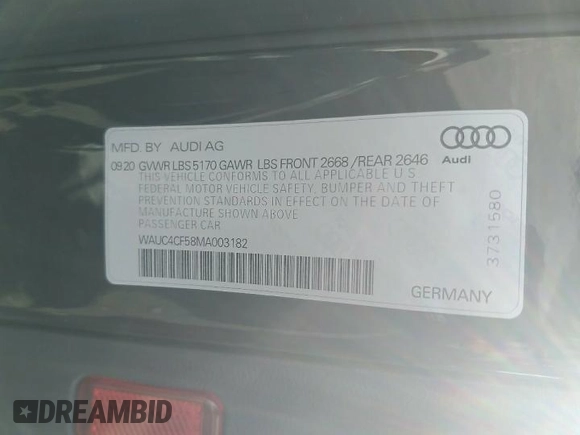 MFD. BY AUDI AG
09.20 GVWR LBS 5170 GAWR LBS FRONT 2668 / REAR 2646
THIS VEHICLE CONFORMS TO ALL APPLICABLE U S
FEDERAL MOTOR VEHICLE SAFETY, BUMPER AND THEFT
PREVENTION STANDARDS IN EFFECT ON THE DATE OF
MANUFACTURE SHOWN ABOVE
PASSENGER CAR
WAUC4CF58MA003182
Audi
3731580
GERMANY
DREAMBID